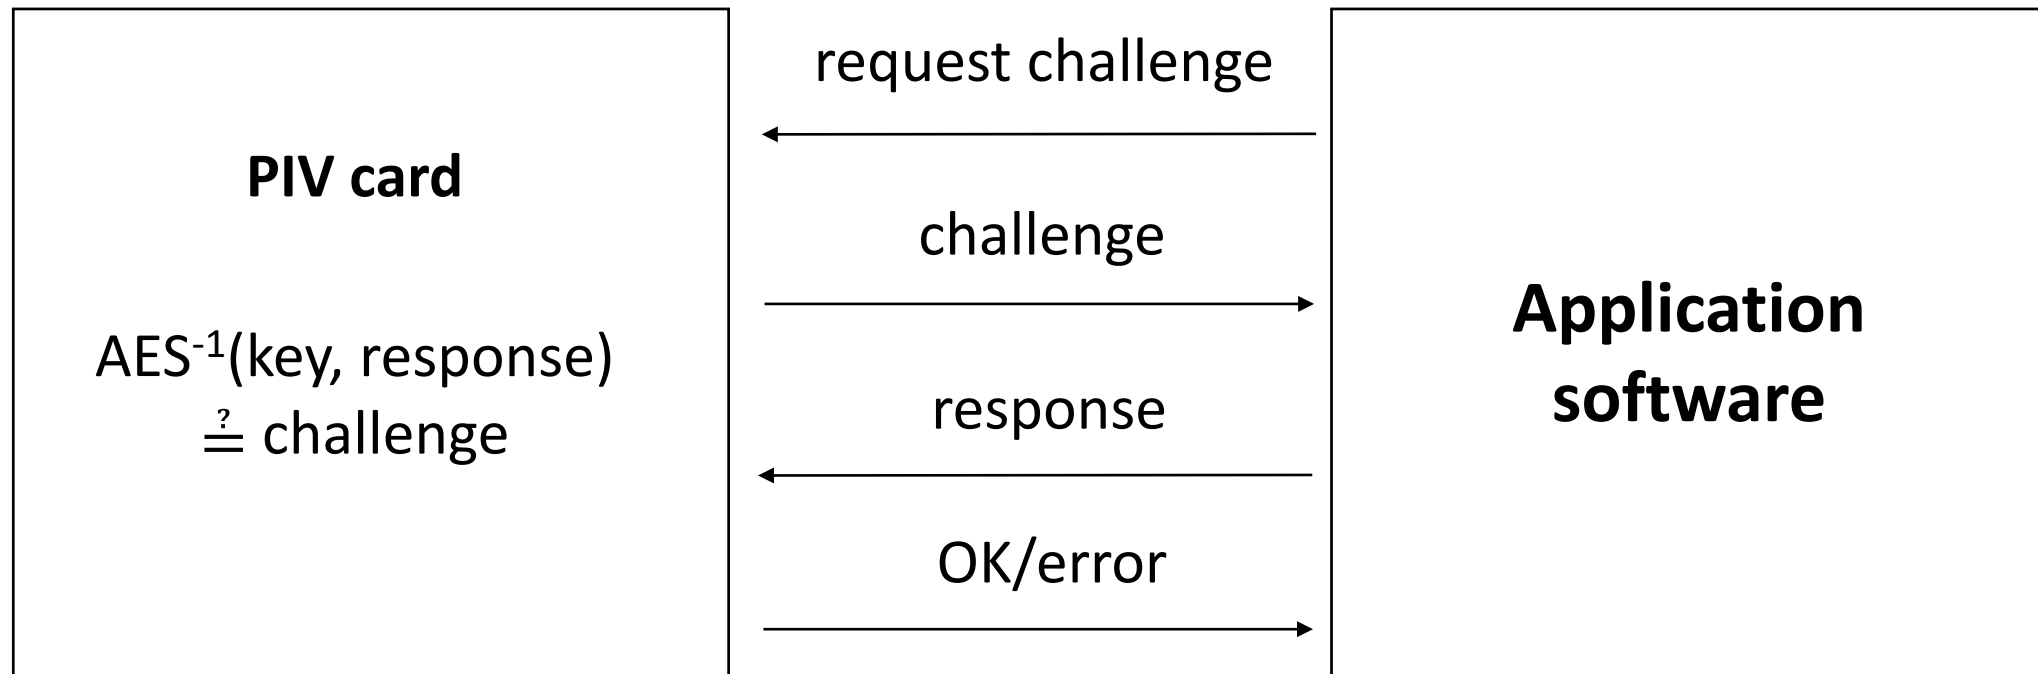 PIV card
AES⁻¹(key, response)
≟ challenge
request challenge
challenge
response
OK/error
Application
software